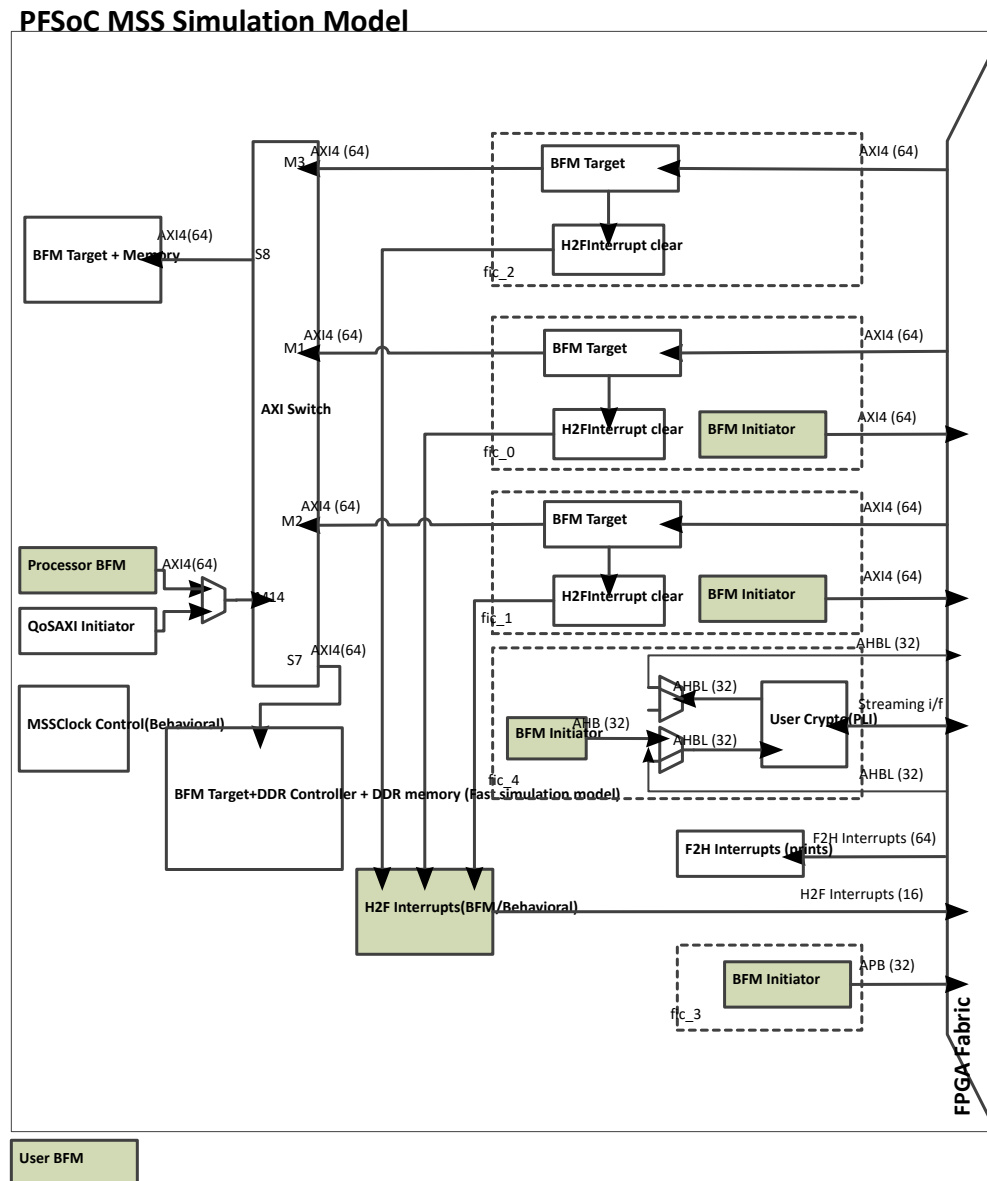 PFSoC MSS Simulation Model
M3
AXI4 (64)
BFM Target
AXI4 (64)
H2FInterrupt clear
fic_2
AXI4(64)
BFM Target + Memory
S8
M1
AXI4 (64)
BFM Target
AXI4 (64)
AXI Switch
H2FInterrupt clear
BFM Initiator
AXI4 (64)
fic_0
M2
AXI4 (64)
BFM Target
AXI4 (64)
Processor BFM
AXI4(64)
M14
QoSAXI Initiator
H2FInterrupt clear
BFM Initiator
AXI4 (64)
fic_1
S7
AXI4(64)
AHBL (32)
AHBL (32)
MSSClock Control(Behavioral)
BFM Initiator
AHB (32)
AHBL (32)
User Crypto(PLI)
Streaming i/f
fic_4
AHBL (32)
BFM Target+DDR Controller + DDR memory (Fast simulation model)
F2H Interrupts (prints)
F2H Interrupts (64)
H2F Interrupts(BFM/Behavioral)
H2F Interrupts (16)
BFM Initiator
APB (32)
fic_3
FPGA Fabric
User BFM